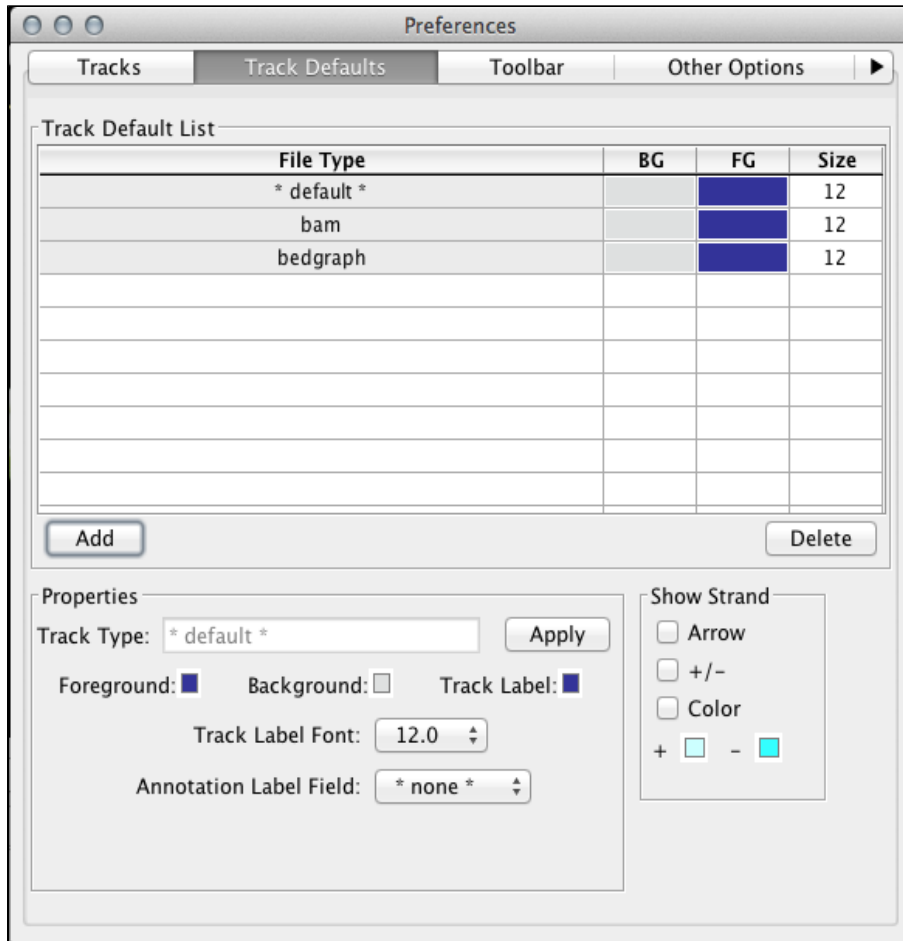 Preferences
Tracks Track Defaults Toolbar Other Options
Track Default List
File Type BG FG Size
* default * 12
bam 12
bedgraph 12
Add Delete
Properties
Track Type: * default * Apply
Foreground: Background: Track Label:
Track Label Font: 12.0
Annotation Label Field: * none *
Show Strand
Arrow
+/-
Color
+ -